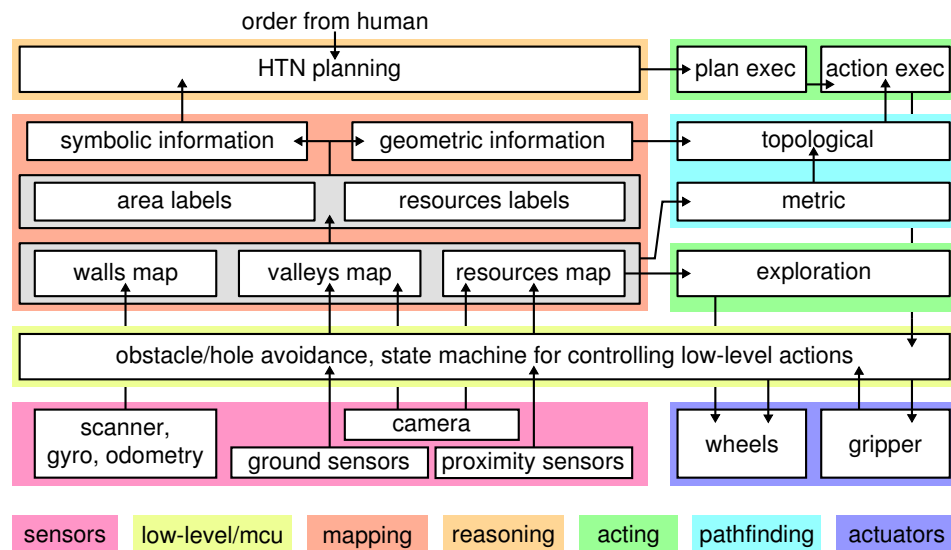 order from human
HTN planning
plan exec
action exec
symbolic information
geometric information
topological
area labels
resources labels
metric
walls map
valleys map
resources map
exploration
obstacle/hole avoidance, state machine for controlling low-level actions
scanner,
gyro, odometry
camera
ground sensors
proximity sensors
wheels
gripper
sensors
low-level/mcu
mapping
reasoning
acting
pathfinding
actuators